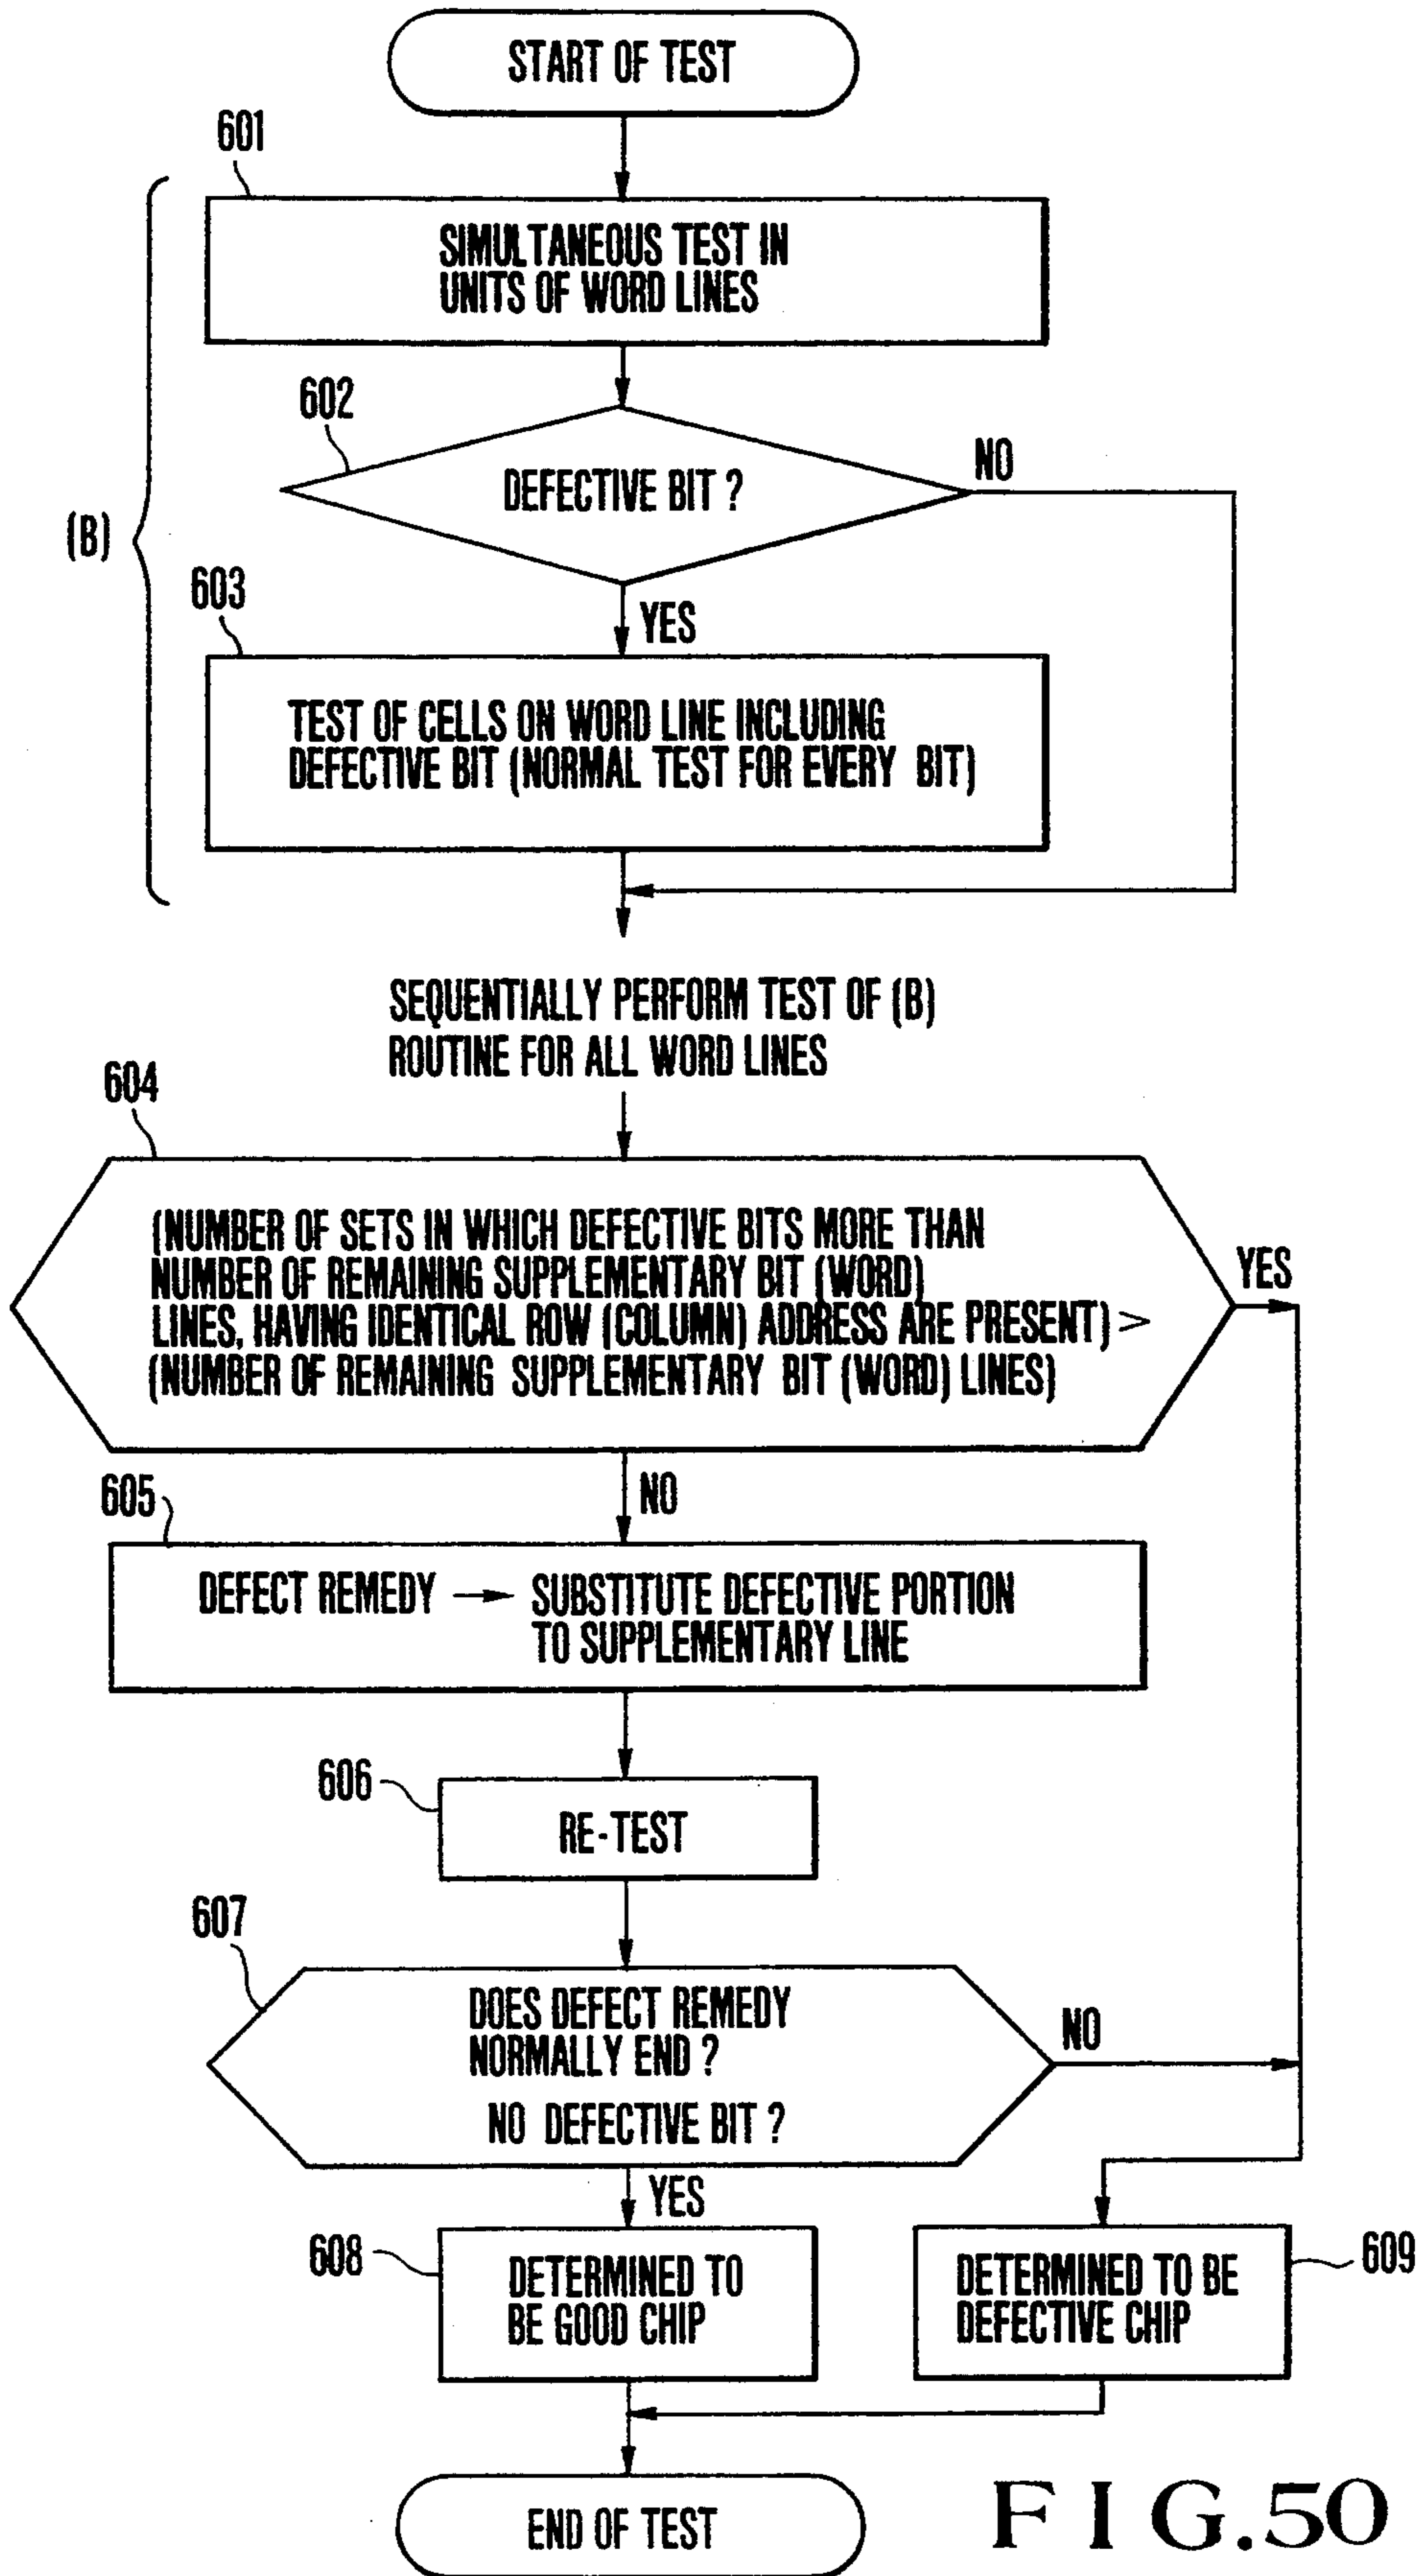 START OF TEST
601
SIMULTANEOUS TEST IN
UNITS OF WORD LINES
602
DEFECTIVE BIT ?
NO
(B)
603
YES
TEST OF CELLS ON WORD LINE INCLUDING
DEFECTIVE BIT (NORMAL TEST FOR EVERY BIT)
SEQUENTIALLY PERFORM TEST OF (B)
ROUTINE FOR ALL WORD LINES
604
(NUMBER OF SETS IN WHICH DEFECTIVE BITS MORE THAN
NUMBER OF REMAINING SUPPLEMENTARY BIT (WORD)
LINES, HAVING IDENTICAL ROW (COLUMN) ADDRESS ARE PRESENT) >
(NUMBER OF REMAINING SUPPLEMENTARY BIT (WORD) LINES)
YES
NO
605
DEFECT REMEDY → SUBSTITUTE DEFECTIVE PORTION
TO SUPPLEMENTARY LINE
606
RE-TEST
607
DOES DEFECT REMEDY
NORMALLY END ?
NO DEFECTIVE BIT ?
NO
YES
608
DETERMINED TO
BE GOOD CHIP
DETERMINED TO BE
DEFECTIVE CHIP
609
END OF TEST
FIG.50